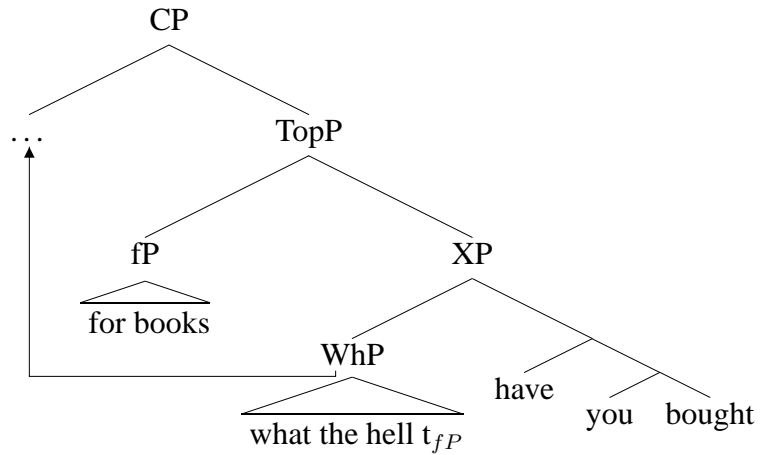 CP
... TopP
fP XP
for books
WhP
have
you bought
what the hell t_fP